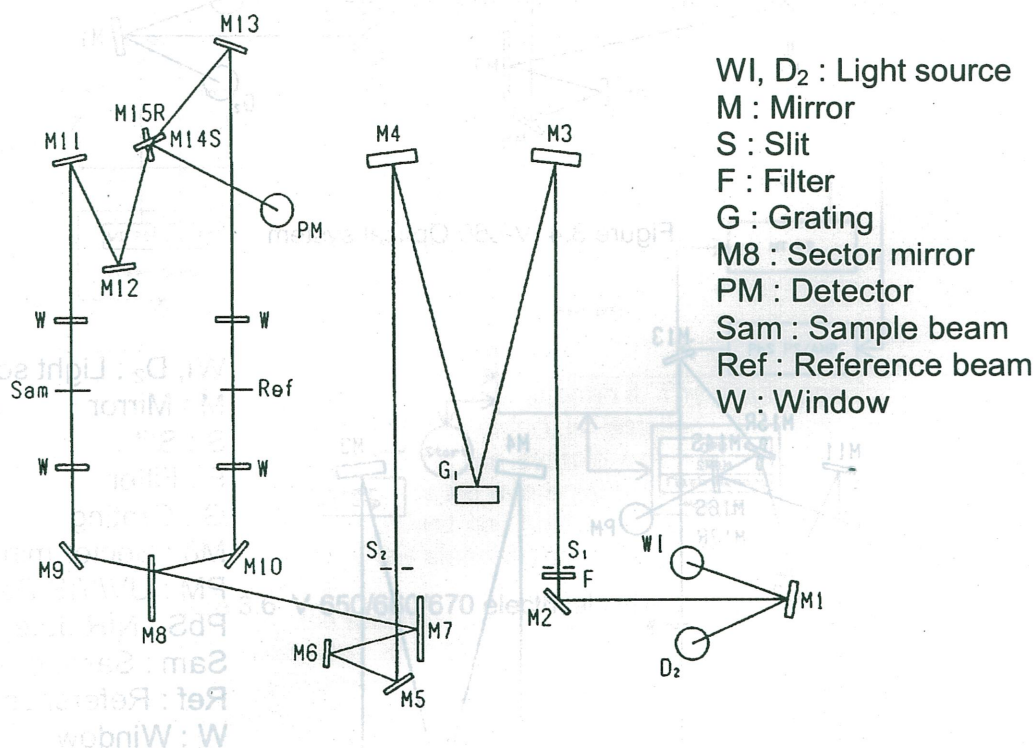 M13
M15R
M14S
M11
PM
M12
W W
Sam Ref
W W
M9
M10
M8
M4
M3
G₁
S₂
S₁
F
WI
M2
M1
M7
M6
D₂
M5
WI, D₂ : Light source
M : Mirror
S : Slit
F : Filter
G : Grating
M8 : Sector mirror
PM : Detector
Sam : Sample beam
Ref : Reference beam
W : Window